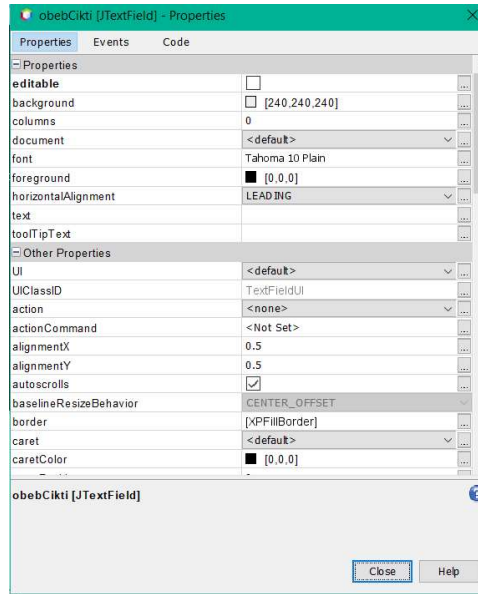 obebCikti [JTextField] - Properties
Properties Events Code
Properties
editable
background [240,240,240]
columns 0
document <default>
font Tahoma 10 Plain
foreground [0,0,0]
horizontalAlignment LEADING
text
toolTipText
Other Properties
UI <default>
UIClassID TextFieldUI
action <none>
actionCommand <Not Set>
alignmentX 0.5
alignmentY 0.5
autoscrolls
baselineResizeBehavior CENTER_OFFSET
border [XPFillBorder]
caret <default>
caretColor [0,0,0]
obebCikti [JTextField]
Close Help